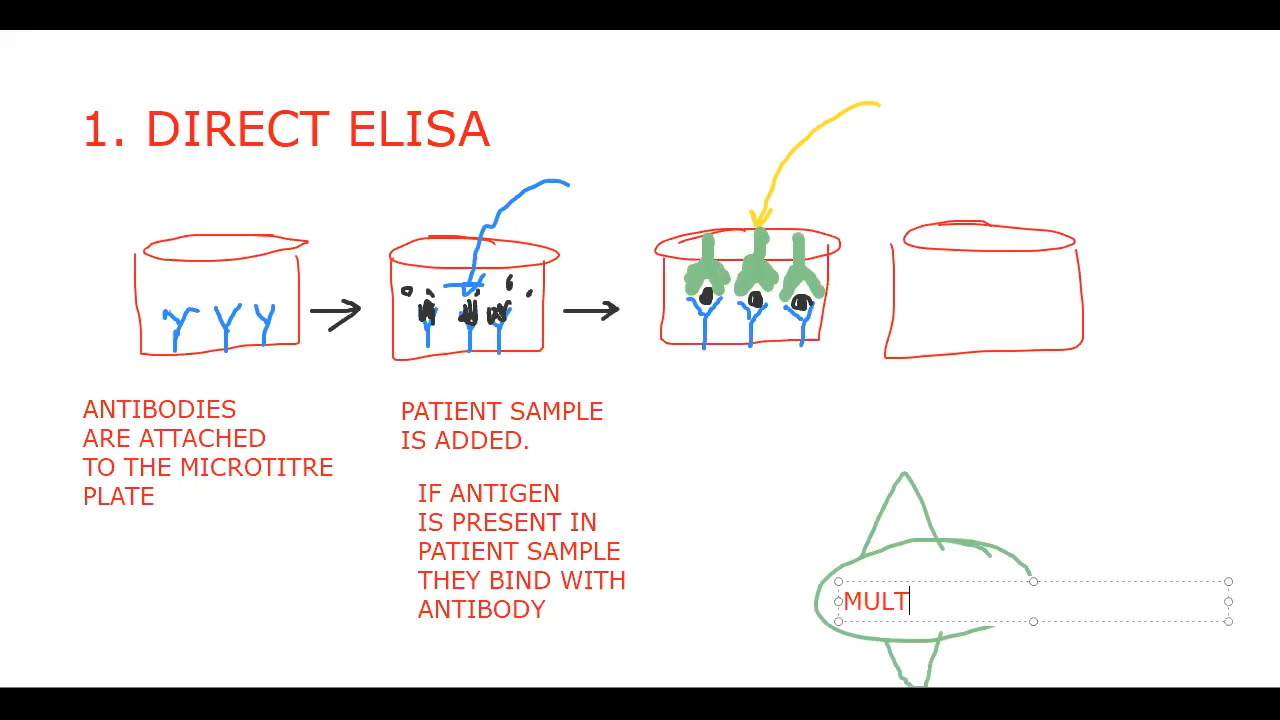 1. DIRECT ELISA
ANTIBODIES
ARE ATTACHED
TO THE MICROTITRE
PLATE
PATIENT SAMPLE
IS ADDED.
IF ANTIGEN
IS PRESENT IN
PATIENT SAMPLE
THEY BIND WITH
ANTIBODY
MULT